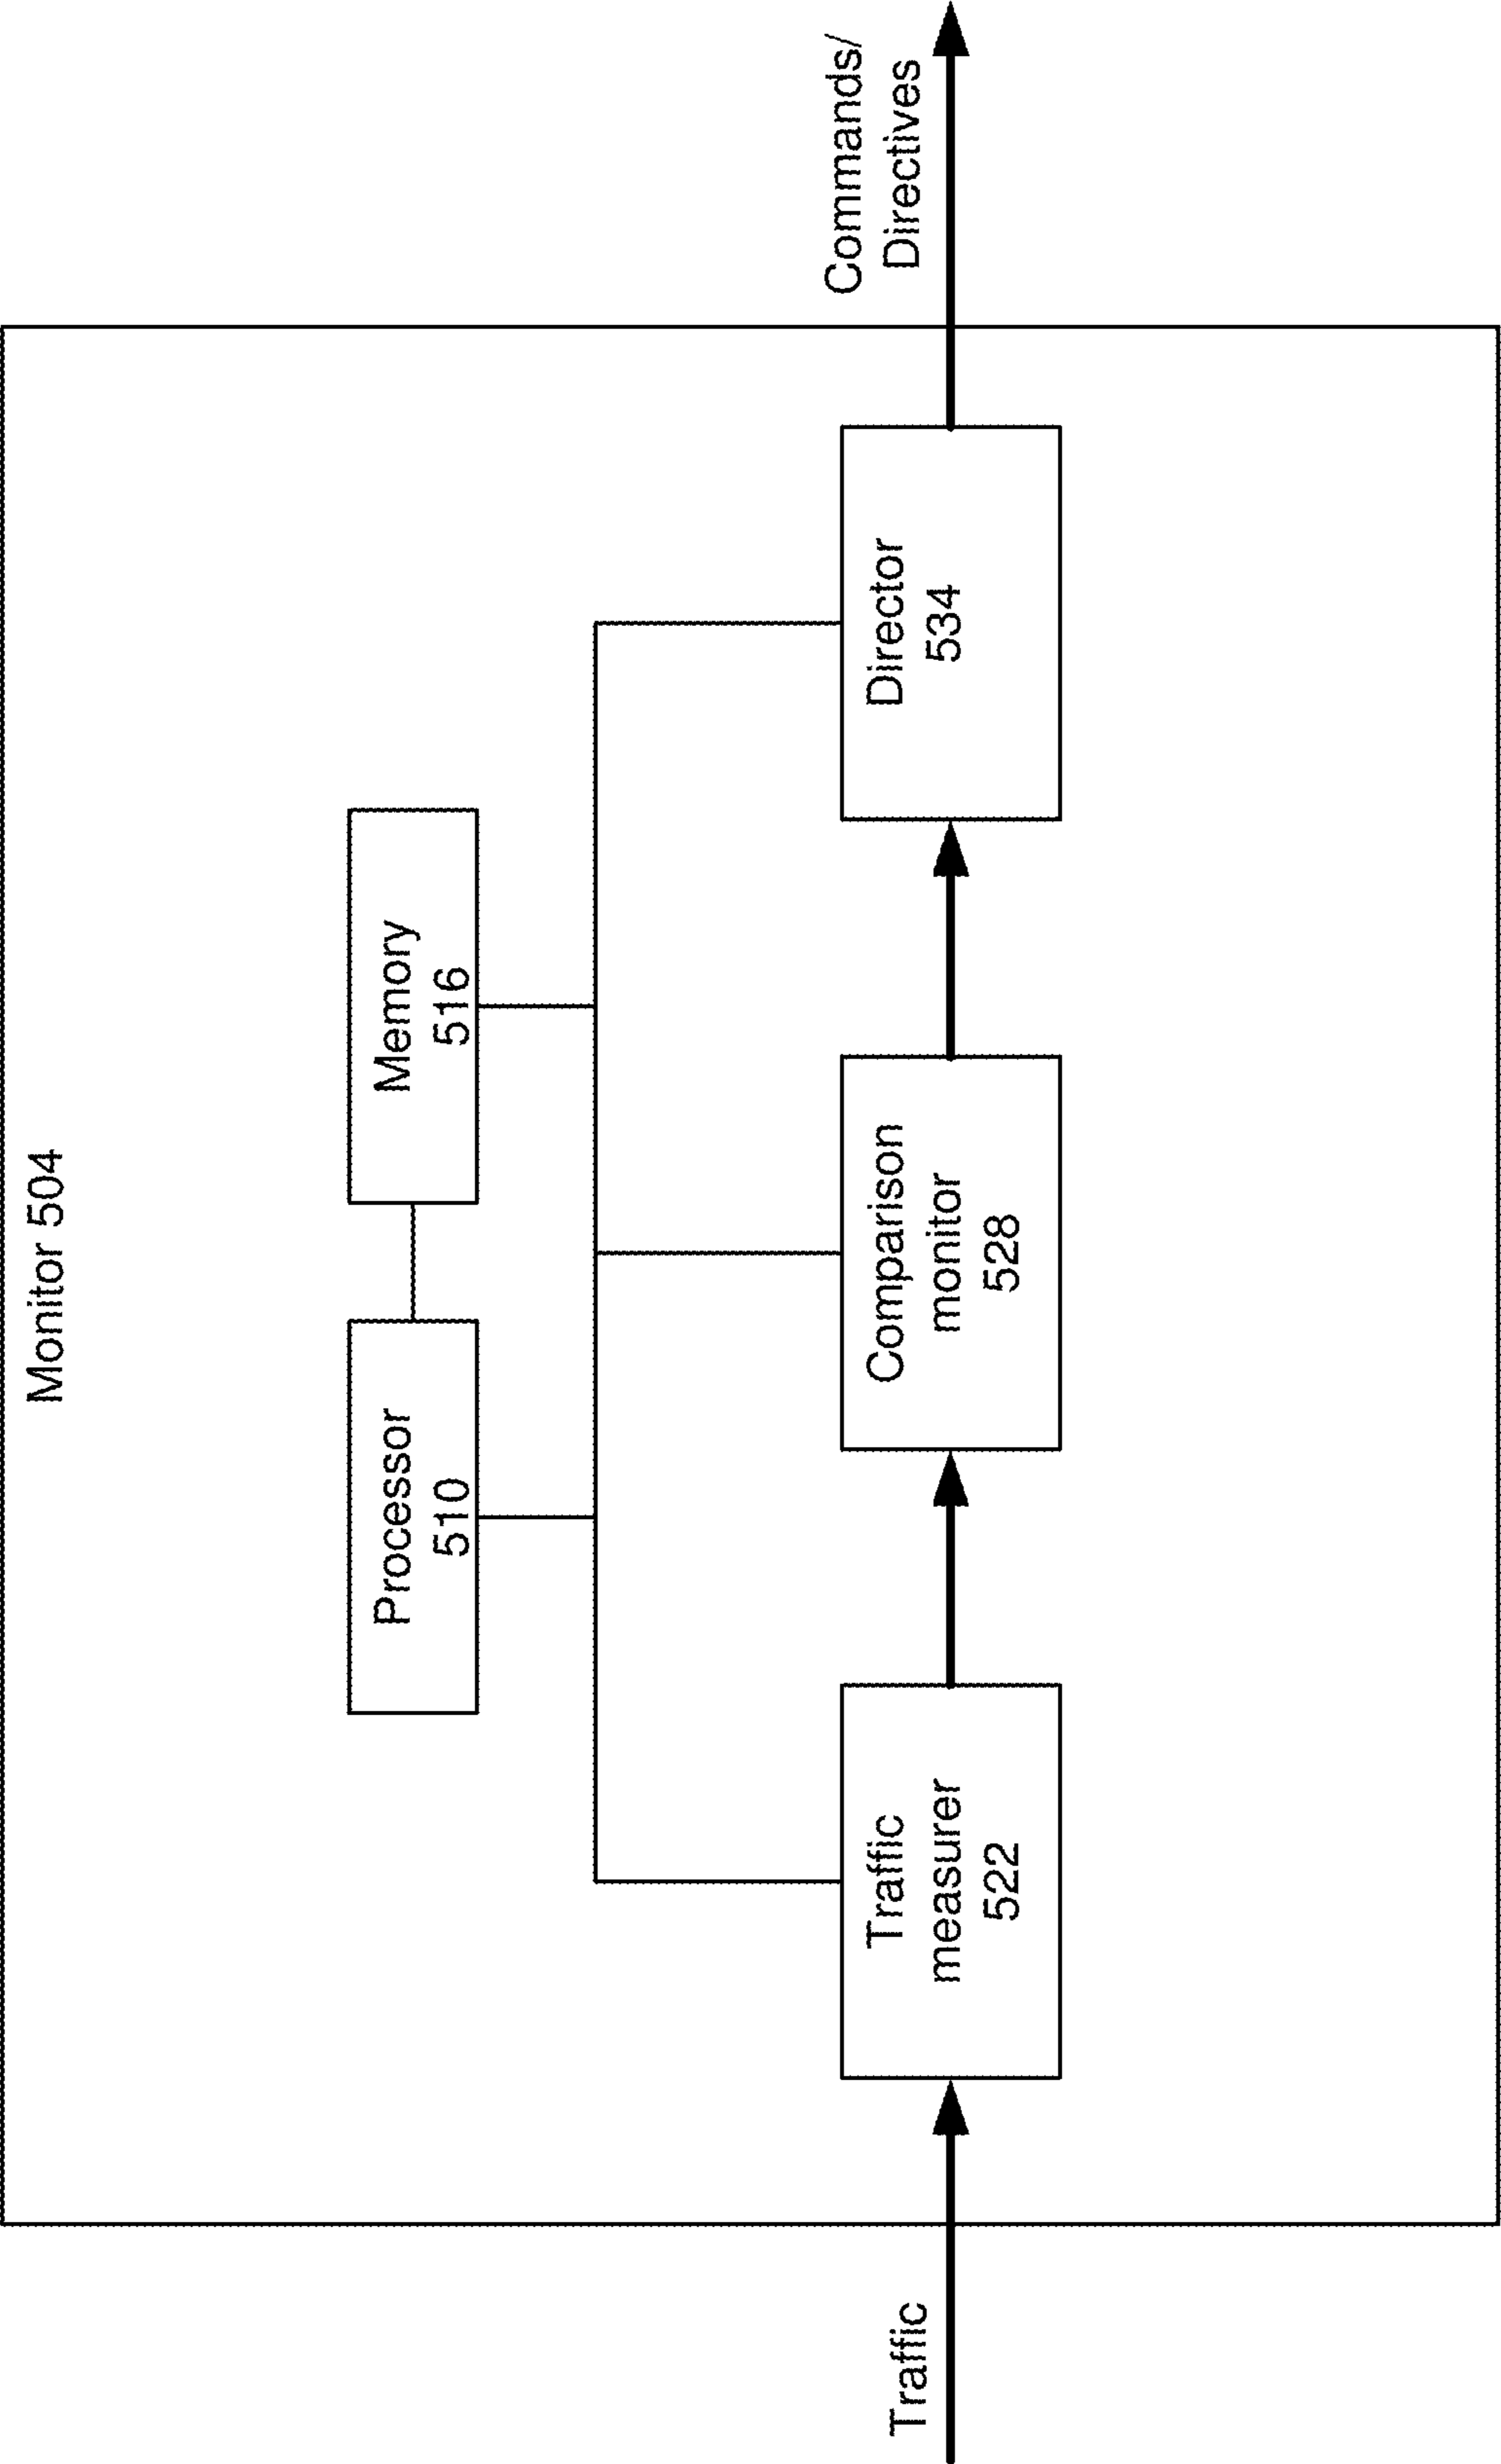 Monitor 504
Processor
510
Memory
516
Traffic
Traffic
measurer
522
Comparison
monitor
528
Director
534
Commands/
Directives